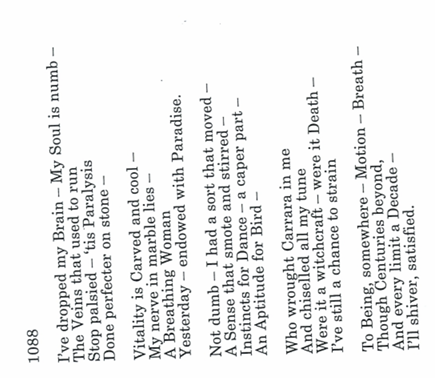 1088
I've dropped my Brain – My Soul is numb –
The Veins that used to run
Stop palsied – 'tis Paralysis
Done perfecter on stone –
Vitality is Carved and cool –
My nerve in marble lies –
A Breathing Woman
Yesterday – endowed with Paradise.
Not dumb – I had a sort that moved –
A Sense that smote and stirred –
Instincts for Dance – a caper part –
An Aptitude for Bird –
Who wrought Carrara in me
And chiselled all my tune
Were it a witchcraft – were it Death –
I've still a chance to strain
To Being, somewhere – Motion – Breath –
Though Centuries beyond,
And every limit a Decade –
I'll shiver, satisfied.